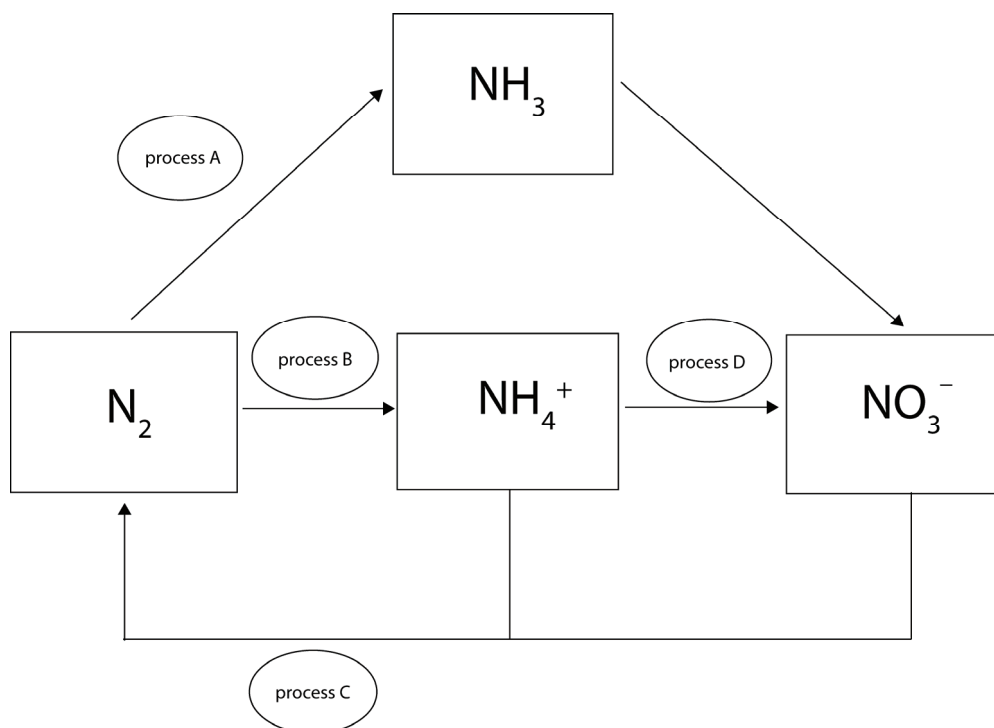 NH₃
process A
process B
process D
N₂
NH₄⁺
NO₃⁻
process C